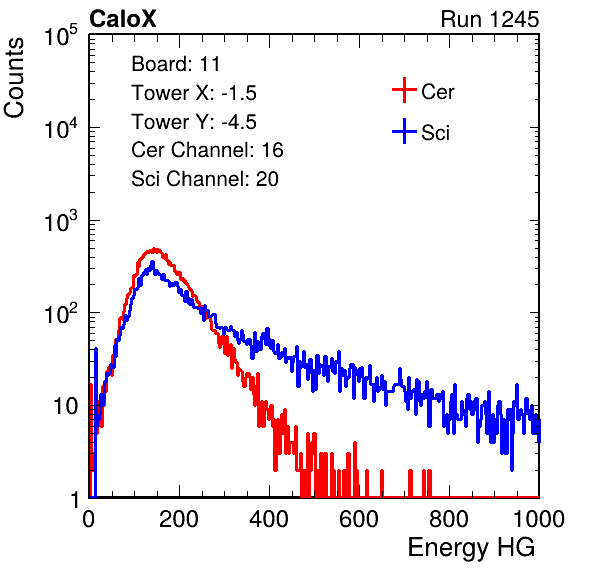 CaloX Run 1245
Counts
10^5
10^4
10^3
10^2
10
1
Board: 11
Tower X: -1.5
Tower Y: -4.5
Cer Channel: 16
Sci Channel: 20
Cer
Sci
0 200 400 600 800 1000
Energy HG